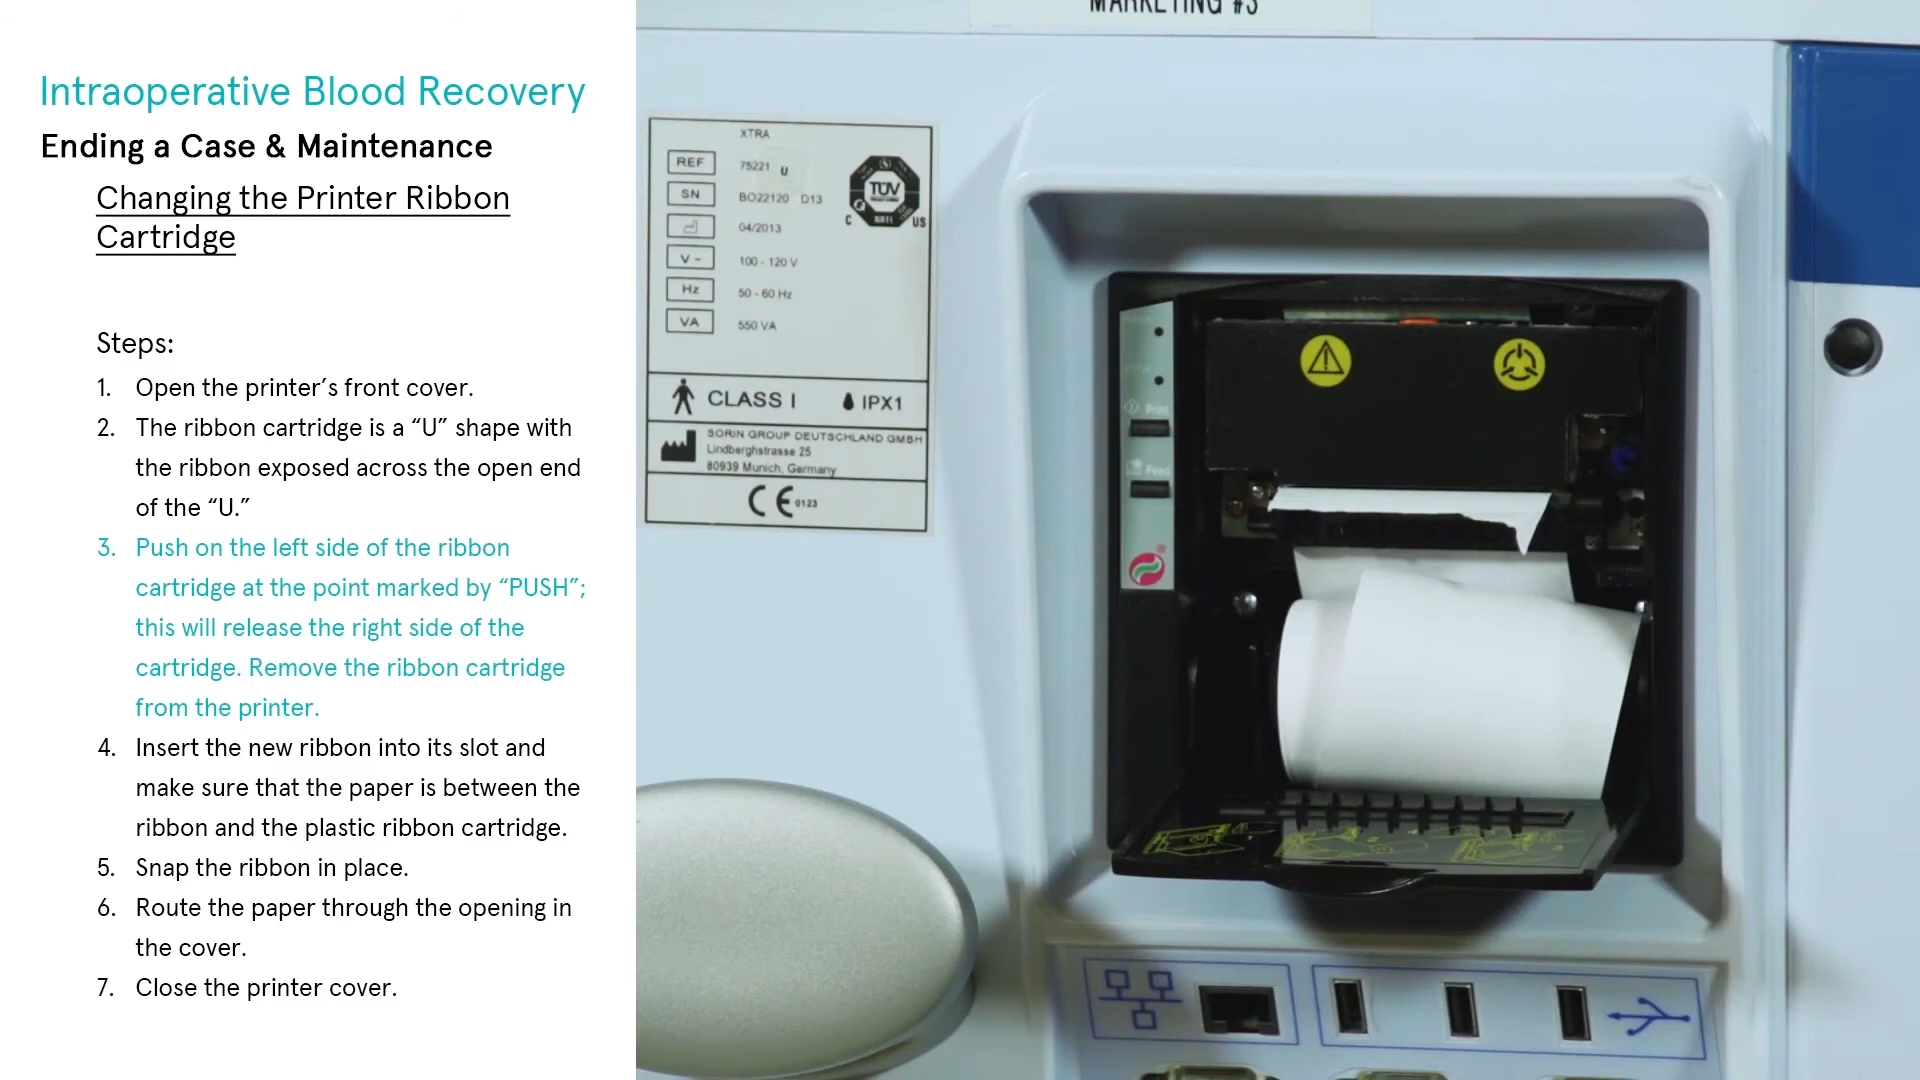 Intraoperative Blood Recovery
Ending a Case & Maintenance
Changing the Printer Ribbon
Cartridge
Steps:
1. Open the printer’s front cover.
2. The ribbon cartridge is a “U” shape with
the ribbon exposed across the open end
of the “U.”
3. Push on the left side of the ribbon
cartridge at the point marked by “PUSH”;
this will release the right side of the
cartridge. Remove the ribbon cartridge
from the printer.
4. Insert the new ribbon into its slot and
make sure that the paper is between the
ribbon and the plastic ribbon cartridge.
5. Snap the ribbon in place.
6. Route the paper through the opening in
the cover.
7. Close the printer cover.
MARKETING #3
XTRA
REF 75221 U
SN BO22120 D13
04/2013
V~ 100 - 120 V
Hz 50 - 60 Hz
VA 550 VA
TÜV
C US
CLASS I IPX1
SORIN GROUP DEUTSCHLAND GMBH
Lindberghstrasse 25
80939 Munich, Germany
CE 0123
Print
Feed